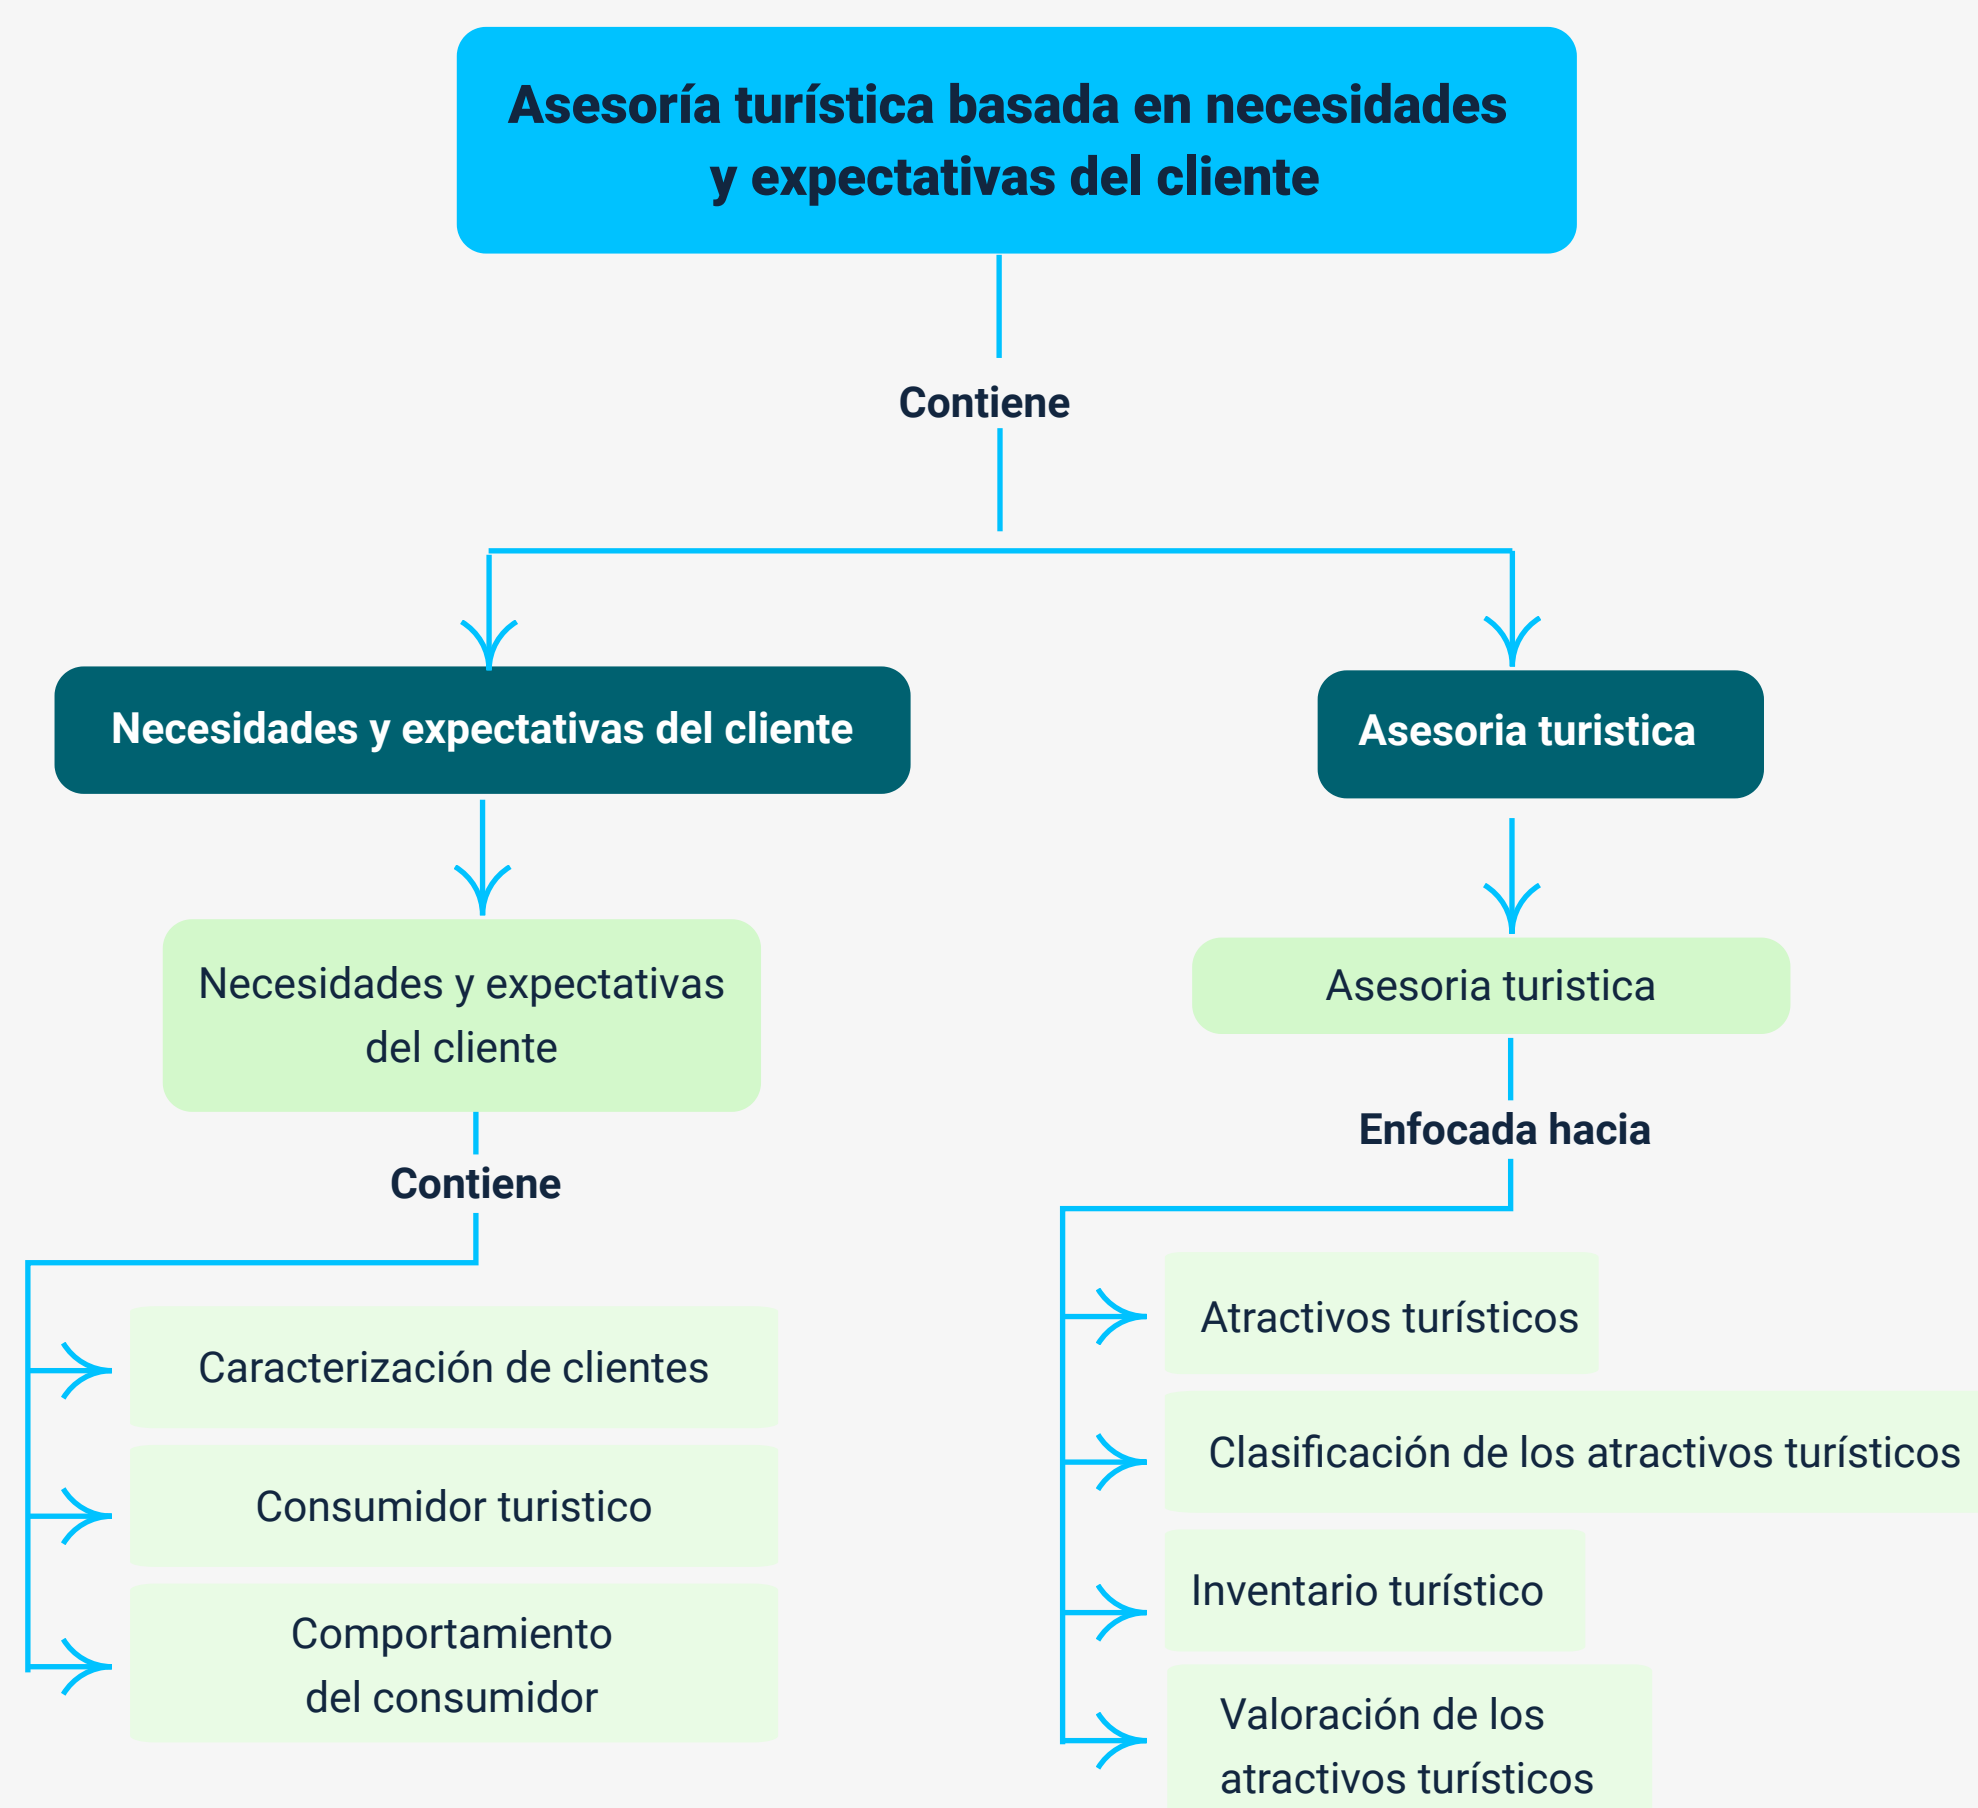 Asesoría turística basada en necesidades
y expectativas del cliente
Contiene
Necesidades y expectativas del cliente
Asesoria turistica
Necesidades y expectativas
del cliente
Asesoria turistica
Contiene
Enfocada hacia
Caracterización de clientes
Consumidor turistico
Comportamiento
del consumidor
Atractivos turísticos
Clasificación de los atractivos turísticos
Inventario turístico
Valoración de los
atractivos turísticos